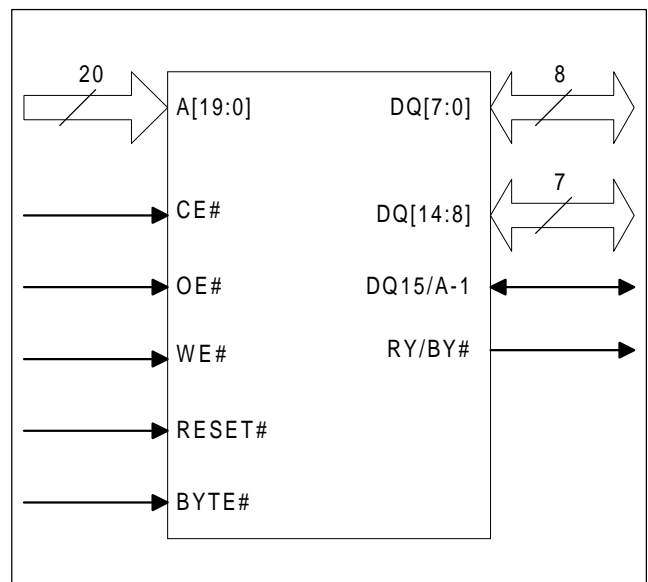 20
8
A[19:0]
DQ[7:0]
7
CE#
DQ[14:8]
OE#
DQ15/A-1
WE#
RY/BY#
RESET#
BYTE#